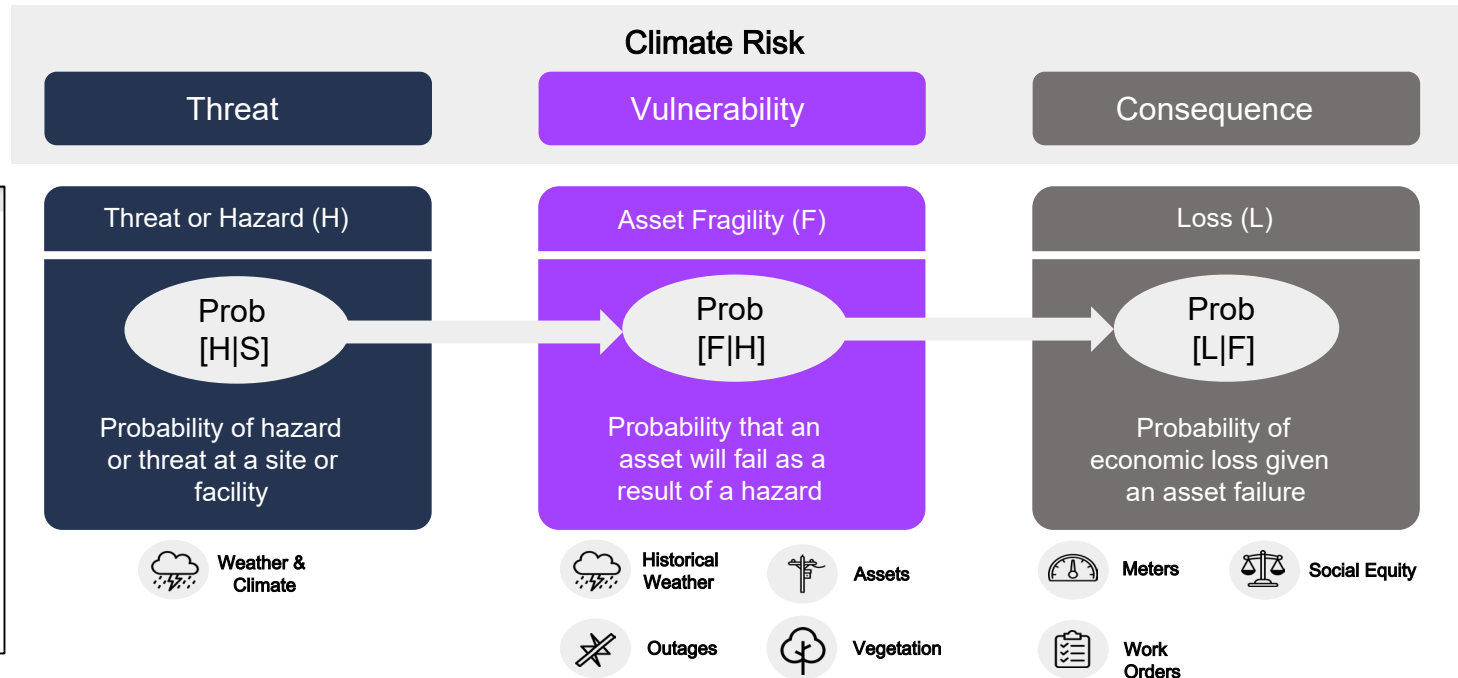 Climate Risk
Threat
Vulnerability
Consequence
Threat or Hazard (H)
Prob
[H|S]
Probability of hazard
or threat at a site or
facility
Weather &
Climate
Asset Fragility (F)
Prob
[F|H]
Probability that an
asset will fail as a
result of a hazard
Historical
Weather
Assets
Outages
Vegetation
Loss (L)
Prob
[L|F]
Probability of
economic loss given
an asset failure
Meters
Social Equity
Work
Orders